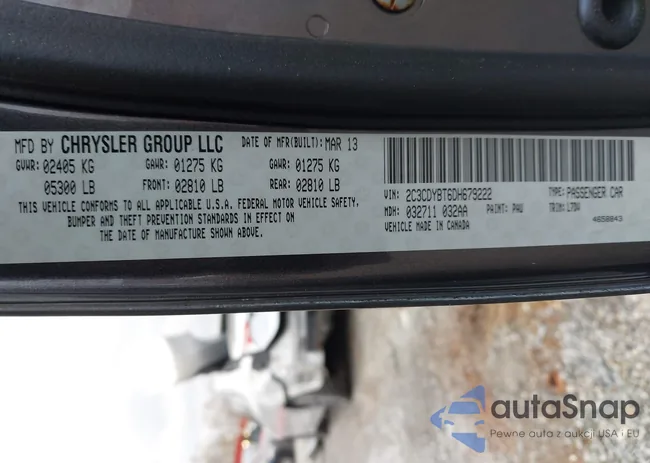 MFD BY CHRYSLER GROUP LLC DATE OF MFR(BUILT): MAR 13
GVWR: 02405 KG GAWR: 01275 KG GAWR: 01275 KG
05300 LB FRONT: 02810 LB REAR: 02810 LB
THIS VEHICLE CONFORMS TO ALL APPLICABLE U.S.A. FEDERAL MOTOR VEHICLE SAFETY,
BUMPER AND THEFT PREVENTION STANDARDS IN EFFECT ON
THE DATE OF MANUFACTURE SHOWN ABOVE.
VIN: 2C3CDYBT6DH679222 TYPE: PASSENGER CAR
MDH: 032711 032AA PAINT: PAU TRIM: L7DV
VEHICLE MADE IN CANADA 4658843
autaSnap
Pewne auta z aukcji USA i EU